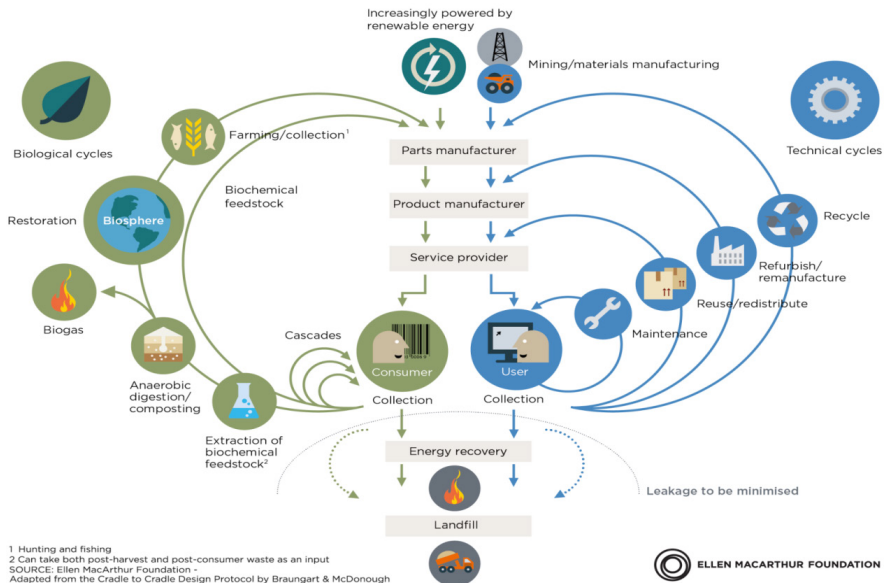 Increasingly powered by
renewable energy
Mining/materials manufacturing
Biological cycles
Farming/collection¹
Technical cycles
Parts manufacturer
Biochemical
feedstock
Product manufacturer
Restoration
Biosphere
Recycle
Service provider
Refurbish/
remanufacture
Reuse/redistribute
Biogas
Cascades
Maintenance
Consumer
User
Anaerobic
digestion/
composting
Collection
Collection
Extraction of
biochemical
feedstock²
Energy recovery
Leakage to be minimised
Landfill
1 Hunting and fishing
2 Can take both post-harvest and post-consumer waste as an input
SOURCE: Ellen MacArthur Foundation -
Adapted from the Cradle to Cradle Design Protocol by Braungart & McDonough
ELLEN MACARTHUR FOUNDATION